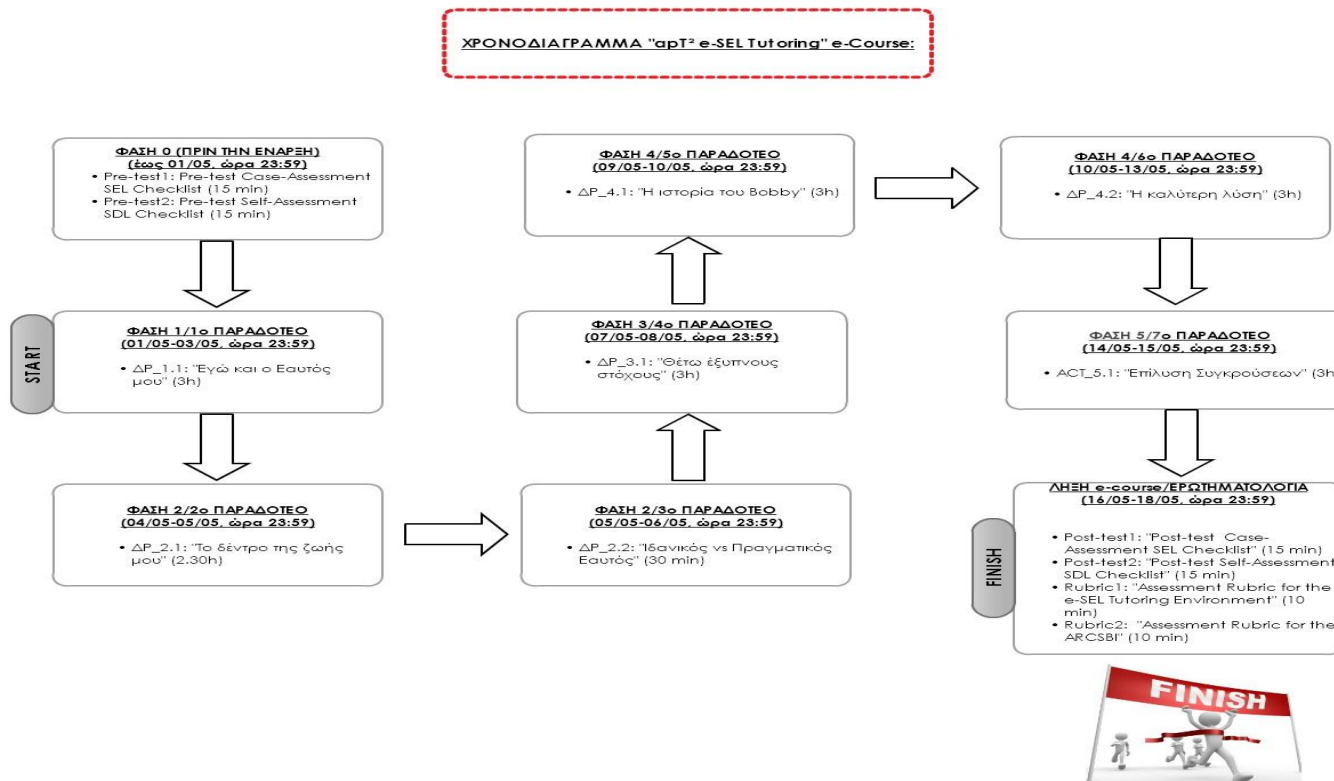 ΧΡΟΝΟΔΙΑΓΡΑΜΜΑ "apT² e-SEL Tutoring" e-Course:
ΦΑΣΗ 0 (ΠΡΙΝ ΤΗΝ ΕΝΑΡΞΗ)
(έως 01/05, ώρα 23:59)
• Pre-test1: Pre-test Case-Assessment
SEL Checklist (15 min)
• Pre-test2: Pre-test Self-Assessment
SDL Checklist (15 min)
START
ΦΑΣΗ 1/1ο ΠΑΡΑΔΟΤΕΟ
(01/05-03/05, ώρα 23:59)
• ΔΡ_1.1: "Εγώ και ο Εαυτός
μου" (3h)
ΦΑΣΗ 2/2ο ΠΑΡΑΔΟΤΕΟ
(04/05-05/05, ώρα 23:59)
• ΔΡ_2.1: "Το δέντρο της ζωής
μου" (2.30h)
ΦΑΣΗ 2/3ο ΠΑΡΑΔΟΤΕΟ
(05/05-06/05, ώρα 23:59)
• ΔΡ_2.2: "Ιδανικός vs Πραγματικός
Εαυτός" (30 min)
ΦΑΣΗ 3/4ο ΠΑΡΑΔΟΤΕΟ
(07/05-08/05, ώρα 23:59)
• ΔΡ_3.1: "Θέτω έξυπνους
στόχους" (3h)
ΦΑΣΗ 4/5ο ΠΑΡΑΔΟΤΕΟ
(09/05-10/05, ώρα 23:59)
• ΔΡ_4.1: "Η ιστορία του Bobby" (3h)
ΦΑΣΗ 4/6ο ΠΑΡΑΔΟΤΕΟ
(10/05-13/05, ώρα 23:59)
• ΔΡ_4.2: "Η καλύτερη λύση" (3h)
ΦΑΣΗ 5/7ο ΠΑΡΑΔΟΤΕΟ
(14/05-15/05, ώρα 23:59)
• ACT_5.1: "Επίλυση Συγκρούσεων" (3h
FINISH
ΛΗΞΗ e-course/ΕΡΩΤΗΜΑΤΟΛΟΓΙΑ
(16/05-18/05, ώρα 23:59)
• Post-test1: "Post-test Case-
Assessment SEL Checklist" (15 min)
• Post-test2: "Post-test Self-Assessment
SDL Checklist" (15 min)
• Rubric1: "Assessment Rubric for the
e-SEL Tutoring Environment" (10
min)
• Rubric2: "Assessment Rubric for the
ARCSBI" (10 min)
FINISH